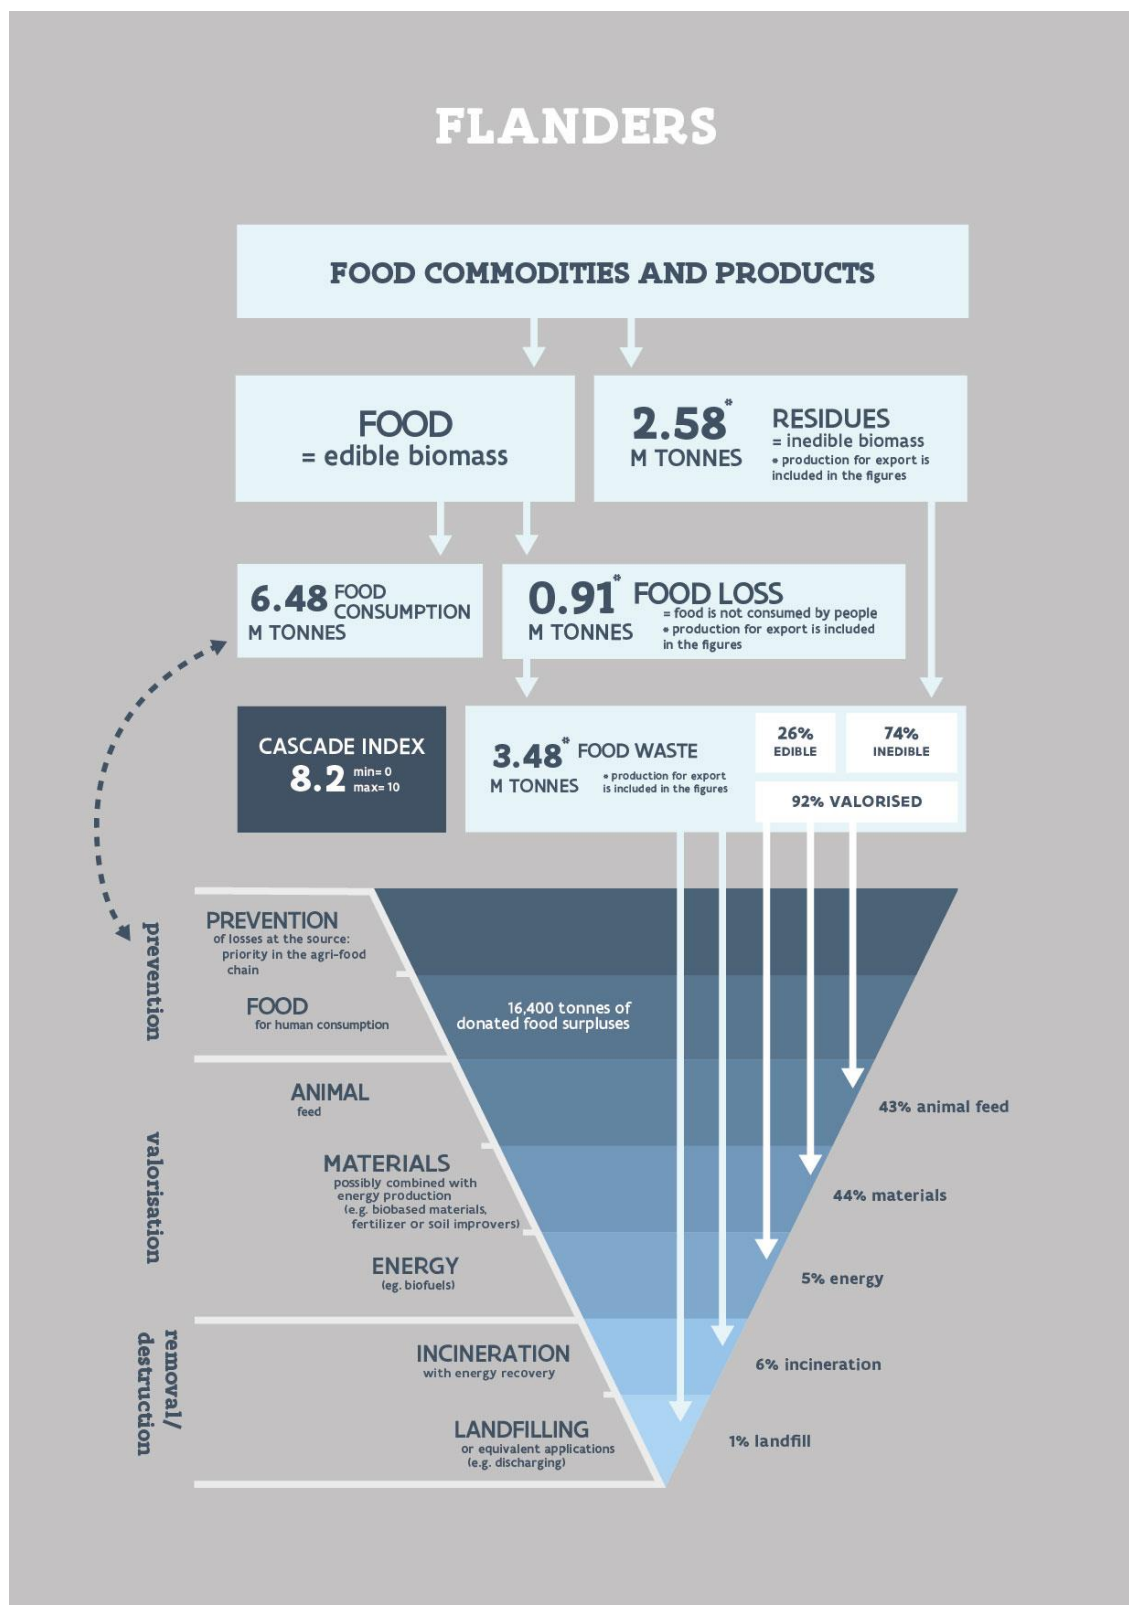 FLANDERS
FOOD COMMODITIES AND PRODUCTS
FOOD
= edible biomass
2.58*
M TONNES
RESIDUES
= inedible biomass
* production for export is
included in the figures
6.48
M TONNES
FOOD
CONSUMPTION
0.91*
M TONNES
FOOD LOSS
= food is not consumed by people
* production for export is included
in the figures
CASCADE INDEX
8.2
min= 0
max= 10
3.48*
M TONNES
FOOD WASTE
* production for export
is included in the figures
26%
EDIBLE
74%
INEDIBLE
92% VALORISED
prevention
PREVENTION
of losses at the source:
priority in the agri-food
chain
FOOD
for human consumption
16,400 tonnes of
donated food surpluses
valorisation
ANIMAL
feed
43% animal feed
MATERIALS
possibly combined with
energy production
(e.g. biobased materials,
fertilizer or soil improvers)
44% materials
ENERGY
(eg. biofuels)
5% energy
removal/
destruction
INCINERATION
with energy recovery
6% incineration
LANDFILLING
or equivalent applications
(e.g. discharging)
1% landfill